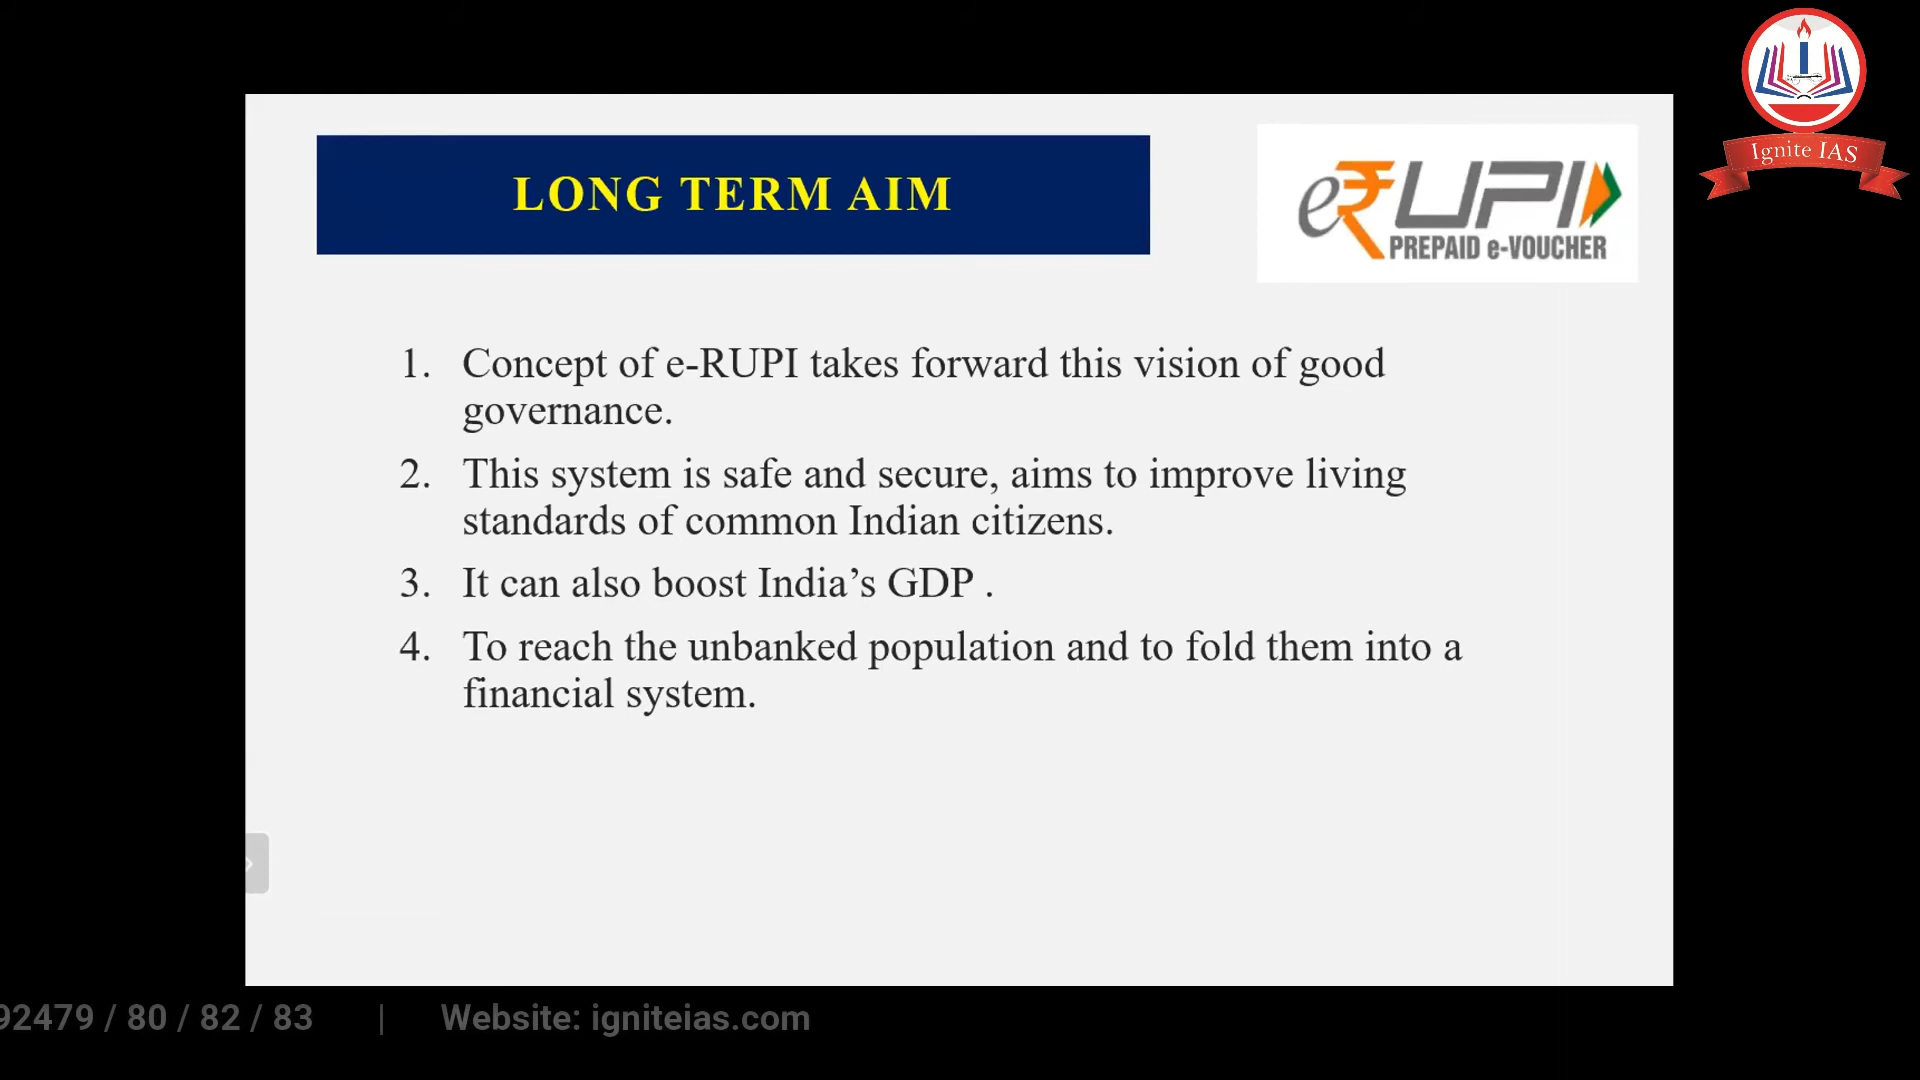 Ignite IAS
LONG TERM AIM
e₹UPI
PREPAID e-VOUCHER
1. Concept of e-RUPI takes forward this vision of good
governance.
2. This system is safe and secure, aims to improve living
standards of common Indian citizens.
3. It can also boost India’s GDP .
4. To reach the unbanked population and to fold them into a
financial system.
92479 / 80 / 82 / 83 | Website: igniteias.com